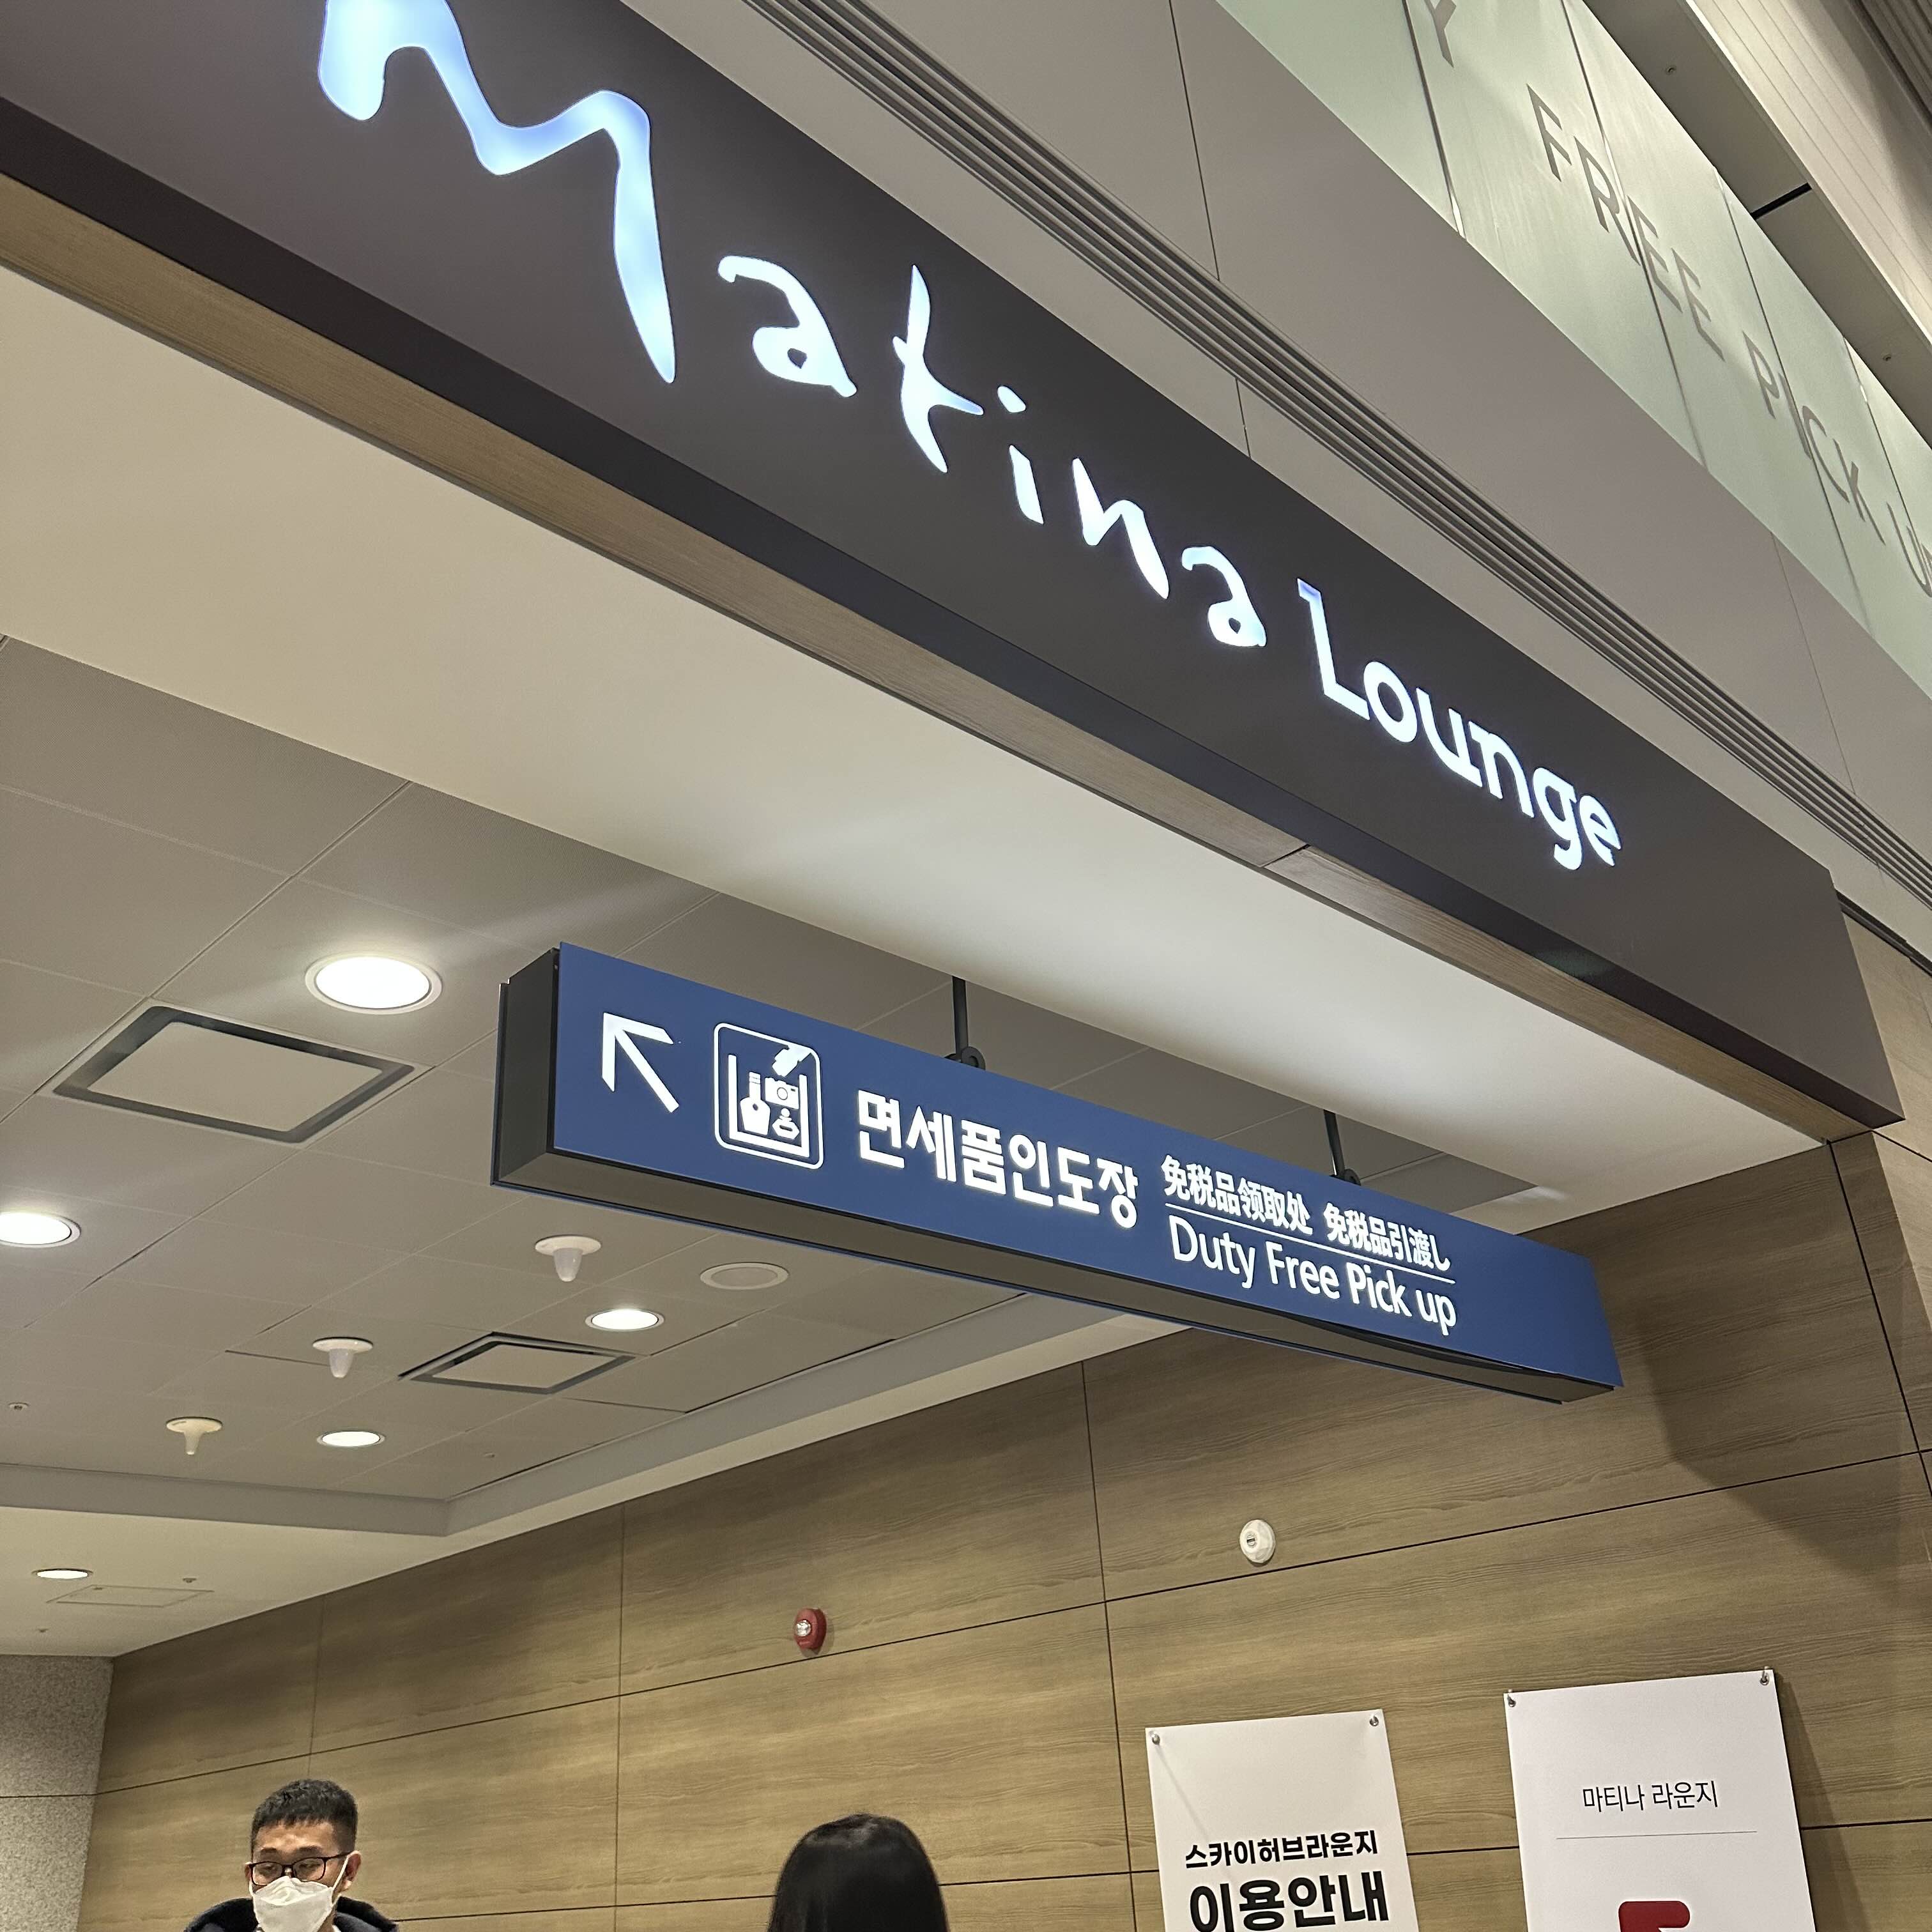 Matina Lounge
Y FREE PICK UP
면세품인도장
免税品领取处 免税品引渡し
Duty Free Pick up
스카이허브라운지
이용안내
마티나 라운지